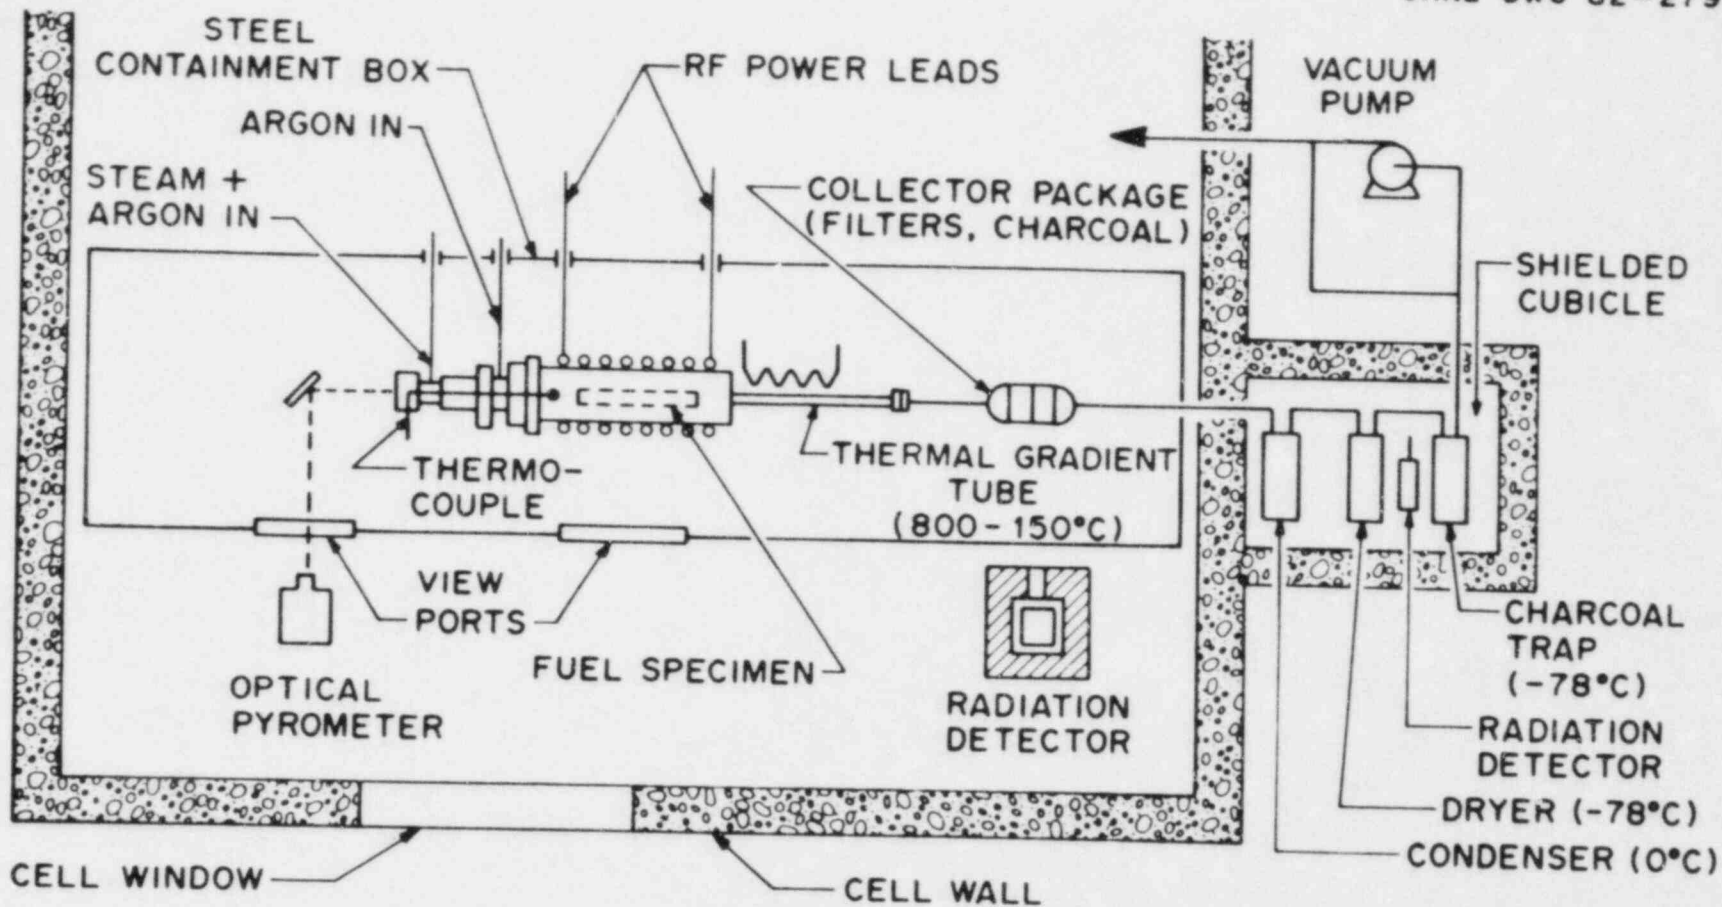 STEEL
CONTAINMENT BOX
RF POWER LEADS
VACUUM
PUMP
ARGON IN
STEAM +
ARGON IN
COLLECTOR PACKAGE
(FILTERS, CHARCOAL)
SHIELDED
CUBICLE
THERMO-
COUPLE
THERMAL GRADIENT
TUBE
(800-150°C)
VIEW
PORTS
FUEL SPECIMEN
OPTICAL
PYROMETER
RADIATION
DETECTOR
CHARCOAL
TRAP
(-78°C)
RADIATION
DETECTOR
DRYER (-78°C)
CONDENSER (0°C)
CELL WINDOW
CELL WALL